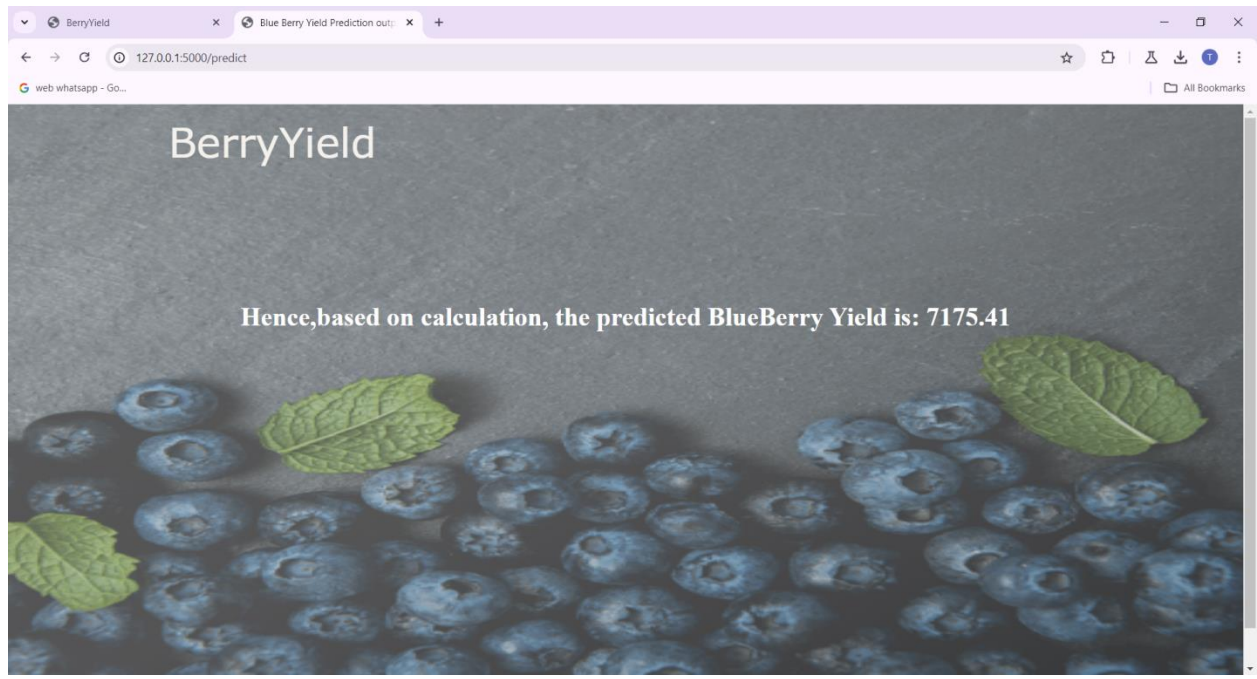 BerryYield
Blue Berry Yield Prediction outp
127.0.0.1:5000/predict
T
G web whatsapp - Go...
All Bookmarks
BerryYield
Hence,based on calculation, the predicted BlueBerry Yield is: 7175.41